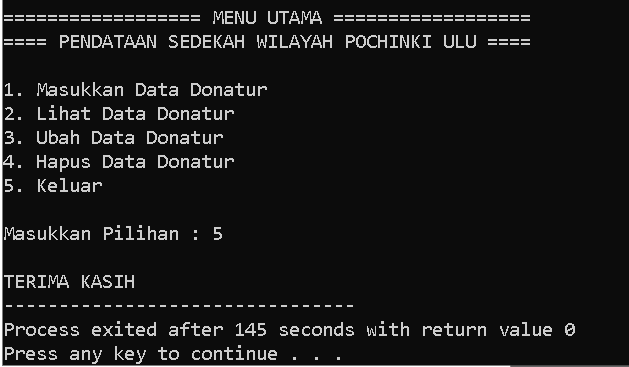 ================== MENU UTAMA ==================
==== PENDATAAN SEDEKAH WILAYAH POCHINKI ULU ====
1. Masukkan Data Donatur
2. Lihat Data Donatur
3. Ubah Data Donatur
4. Hapus Data Donatur
5. Keluar
Masukkan Pilihan : 5
TERIMA KASIH
--------------------------------
Process exited after 145 seconds with return value 0
Press any key to continue . . .